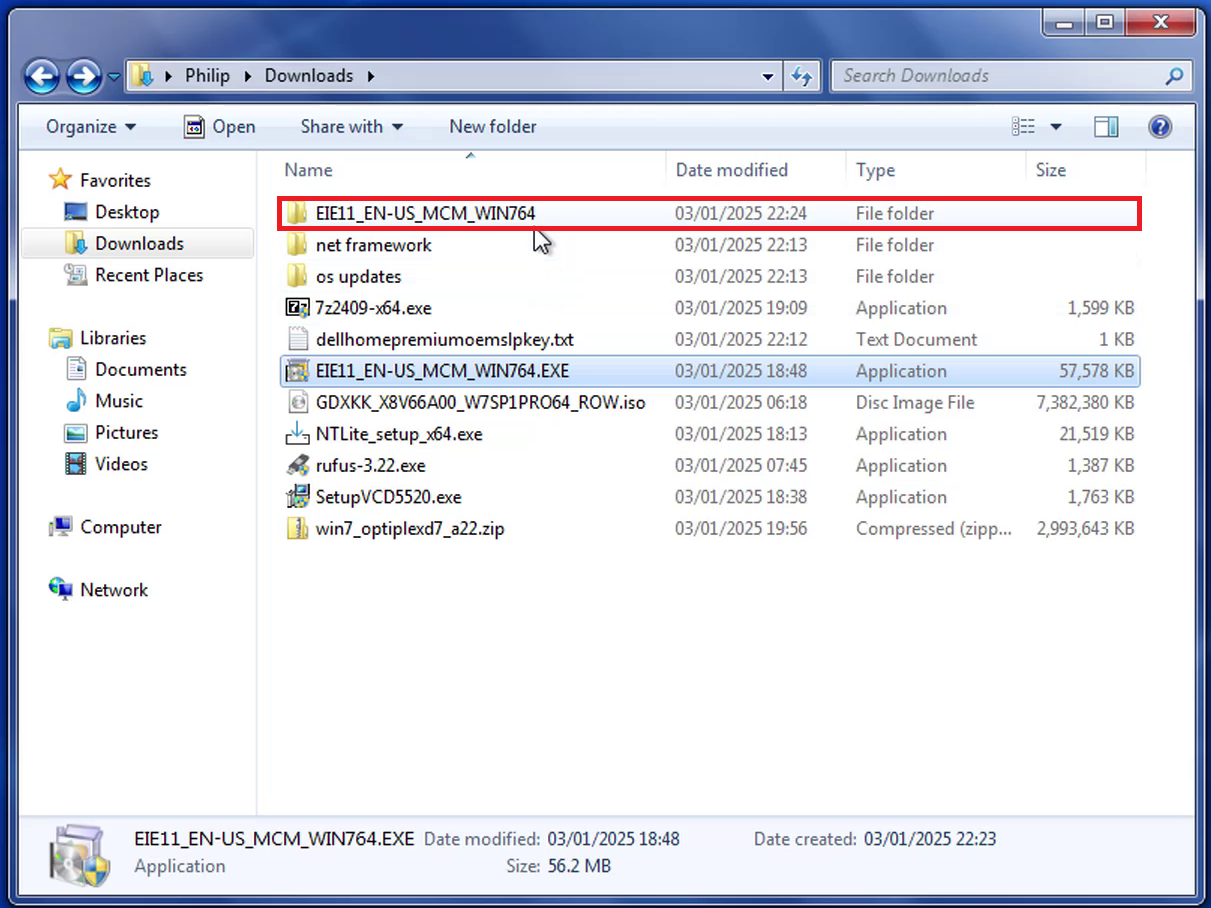 Philip Downloads Search Downloads
Organize Open Share with New folder
Name Date modified Type Size
Favorites
Desktop
Downloads
Recent Places
Libraries
Documents
Music
Pictures
Videos
Computer
Network
EIE11_EN-US_MCM_WIN764 03/01/2025 22:24 File folder
net framework 03/01/2025 22:13 File folder
os updates 03/01/2025 22:13 File folder
7z2409-x64.exe 03/01/2025 19:09 Application 1,599 KB
dellhomepremiumoemslpkey.txt 03/01/2025 22:12 Text Document 1 KB
EIE11_EN-US_MCM_WIN764.EXE 03/01/2025 18:48 Application 57,578 KB
GDXKK_X8V66A00_W7SP1PRO64_ROW.iso 03/01/2025 06:18 Disc Image File 7,382,380 KB
NTLite_setup_x64.exe 03/01/2025 18:13 Application 21,519 KB
rufus-3.22.exe 03/01/2025 07:45 Application 1,387 KB
SetupVCD5520.exe 03/01/2025 18:38 Application 1,763 KB
win7_optiplexd7_a22.zip 03/01/2025 19:56 Compressed (zipp... 2,993,643 KB
EIE11_EN-US_MCM_WIN764.EXE Date modified: 03/01/2025 18:48 Date created: 03/01/2025 22:23
Application Size: 56.2 MB